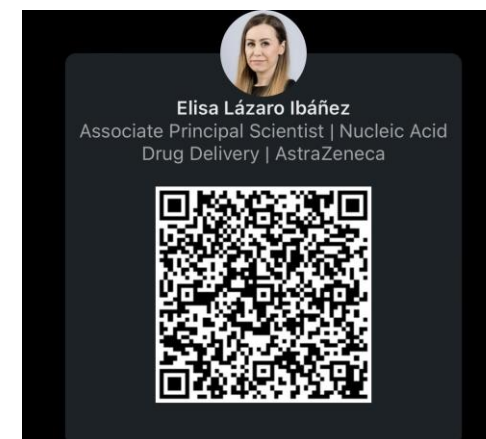 Elisa Lázaro Ibáñez
Associate Principal Scientist | Nucleic Acid
Drug Delivery | AstraZeneca